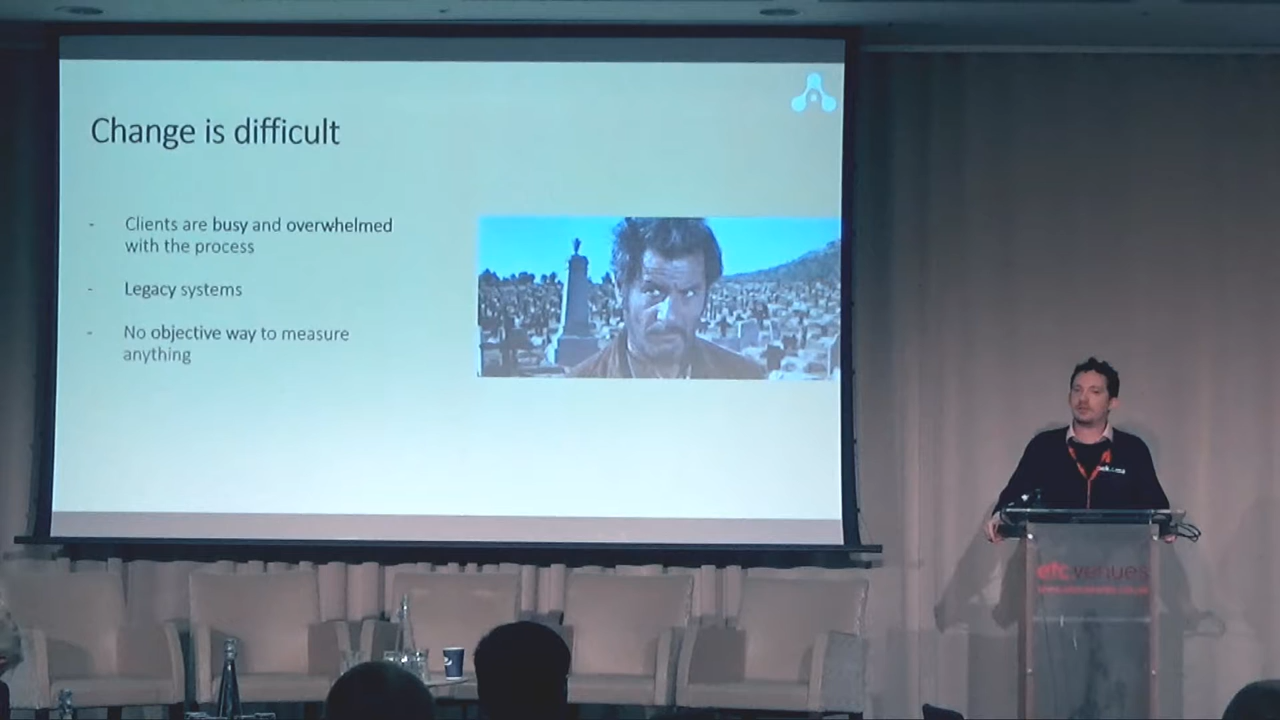 Change is difficult
- Clients are busy and overwhelmed
with the process
- Legacy systems
- No objective way to measure
anything
etc.venues